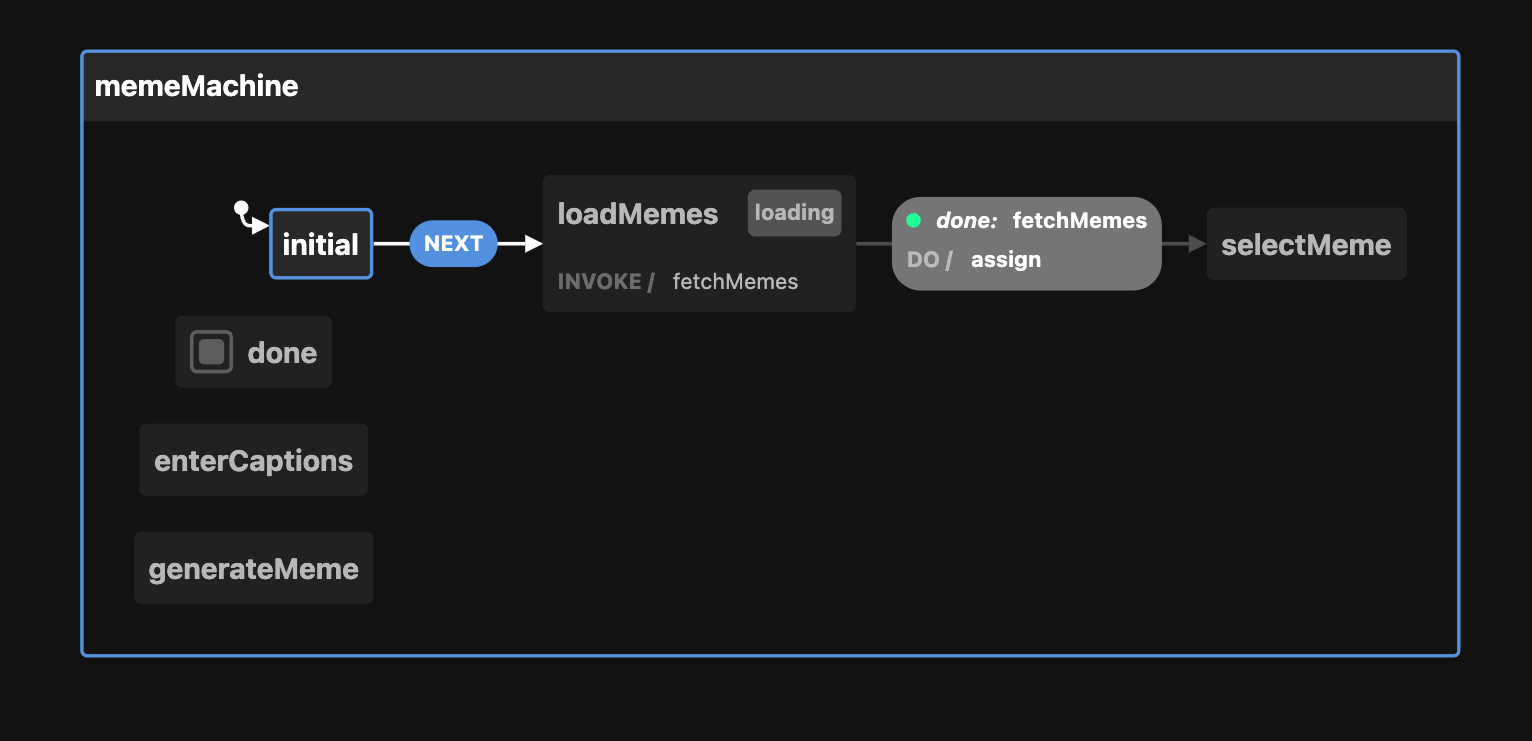 memeMachine
initial
NEXT
loadMemes
loading
INVOKE / fetchMemes
done: fetchMemes
DO / assign
selectMeme
done
enterCaptions
generateMeme